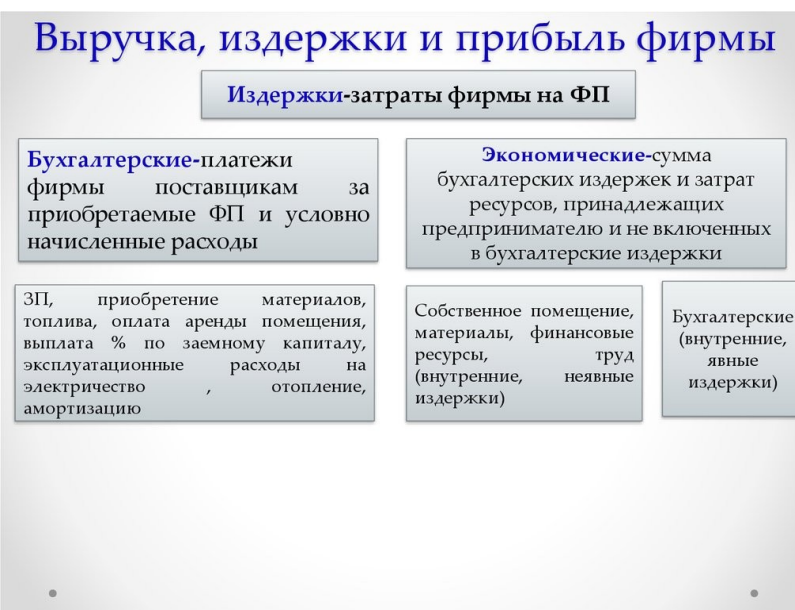 Выручка, издержки и прибыль фирмы
Издержки-затраты фирмы на ФП
Бухгалтерские-платежи
фирмы поставщикам за
приобретаемые ФП и условно
начисленные расходы
Экономические-сумма
бухгалтерских издержек и затрат
ресурсов, принадлежащих
предпринимателю и не включенных
в бухгалтерские издержки
ЗП, приобретение материалов,
топлива, оплата аренды помещения,
выплата % по заемному капиталу,
эксплуатационные расходы на
электричество , отопление,
амортизацию
Собственное помещение,
материалы, финансовые
ресурсы, труд
(внутренние, неявные
издержки)
Бухгалтерские
(внутренние,
явные
издержки)